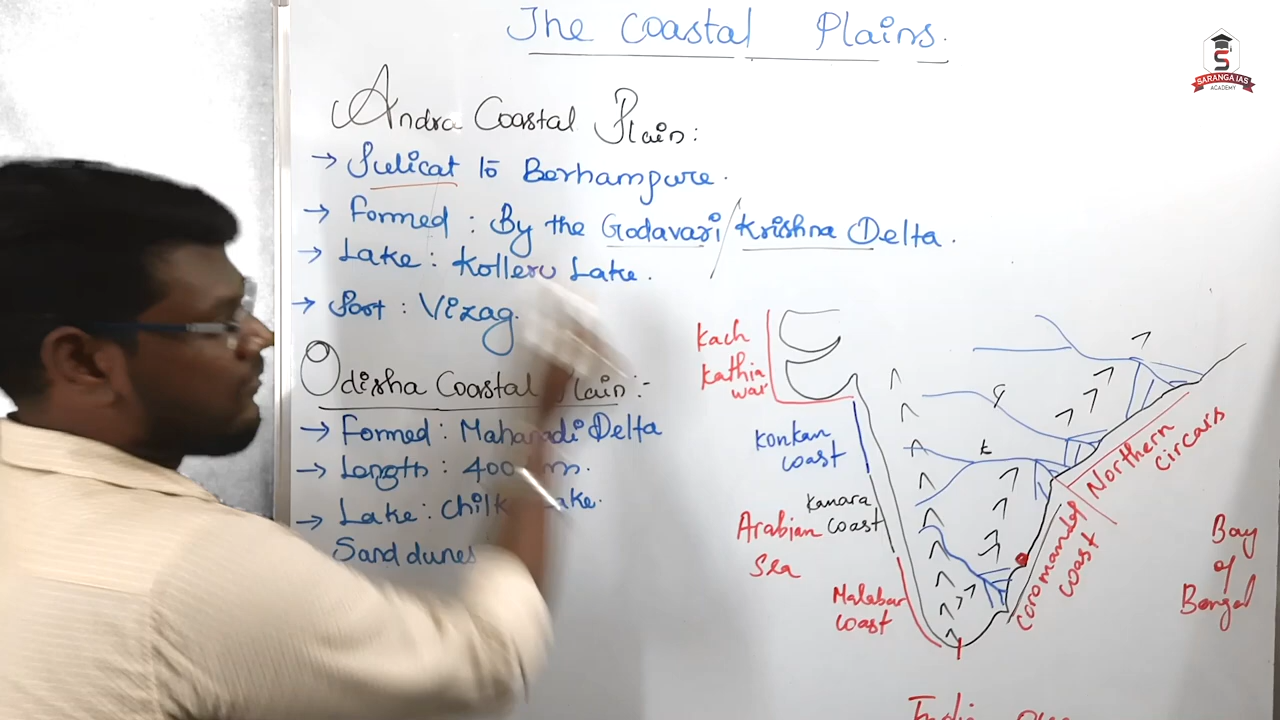 The Coastal Plains.
SARANGA IAS
ACADEMY
Andra Coastal Plain:
→ Pulicat to Berhampure.
→ Formed : By the Godavari/Krishna Delta.
→ Lake : Kolleru Lake.
→ Port : Vizag.
Odisha Coastal Plain:-
→ Formed : Mahanadi Delta
→ Length : 400
→ Lake : Chilk
Sand dunes
Kach
Kathia
war
Konkan
Coast
Kanara
Coast
Arabian
Sea
Malabar
Coast
Northern
Circars
Coromandel
Coast
Bay
of
Bengal